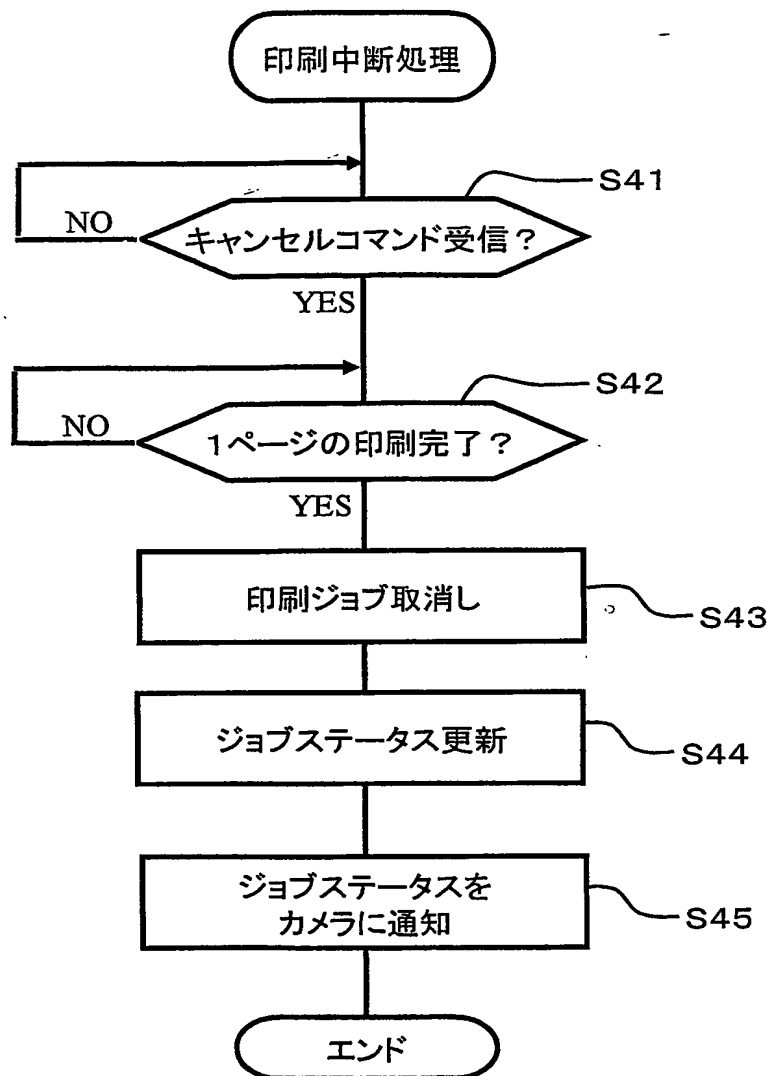 印刷中断処理
S41
NO
キャンセルコマンド受信？
YES
S42
NO
1ページの印刷完了？
YES
印刷ジョブ取消し
S43
ジョブステータス更新
S44
ジョブステータスを
カメラに通知
S45
エンド